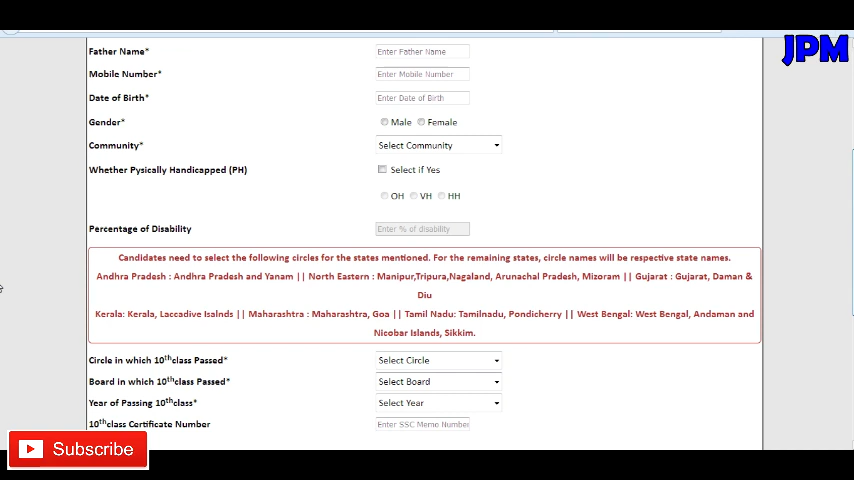 JPM
Father Name* Enter Father Name
Mobile Number* Enter Mobile Number
Date of Birth* Enter Date of Birth
Gender* Male Female
Community* Select Community
Whether Pysically Handicapped (PH) Select if Yes
OH VH HH
Percentage of Disability Enter % of disability
Candidates need to select the following circles for the states mentioned. For the remaining states, circle names will be respective state names.
Andhra Pradesh : Andhra Pradesh and Yanam || North Eastern : Manipur,Tripura,Nagaland, Arunachal Pradesh, Mizoram || Gujarat : Gujarat, Daman &
Diu
Kerala: Kerala, Laccadive Isalnds || Maharashtra : Maharashtra, Goa || Tamil Nadu: Tamilnadu, Pondicherry || West Bengal: West Bengal, Andaman and
Nicobar Islands, Sikkim.
Circle in which 10thclass Passed* Select Circle
Board in which 10thclass Passed* Select Board
Year of Passing 10thclass* Select Year
10thclass Certificate Number Enter SSC Memo Number
Subscribe